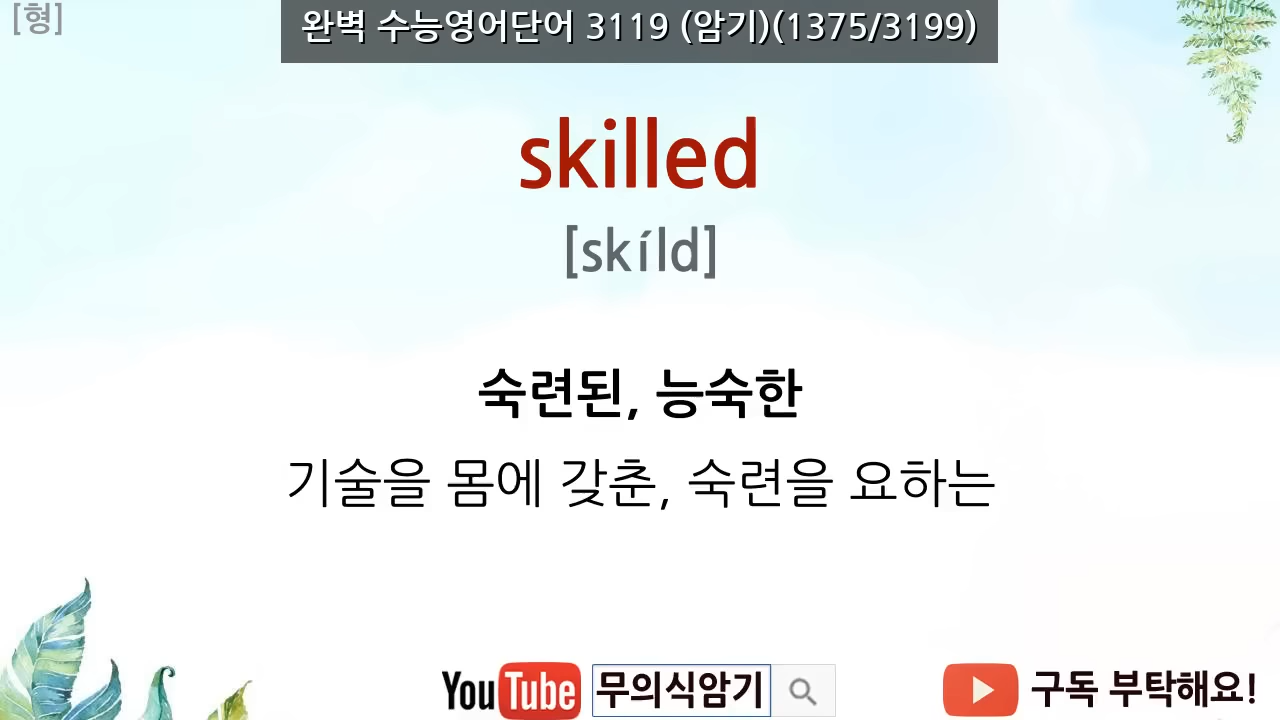 [형]
완벽 수능영어단어 3119 (암기)(1375/3199)
skilled
[skíld]
숙련된, 능숙한
기술을 몸에 갖춘, 숙련을 요하는
YouTube 무의식암기
구독 부탁해요!